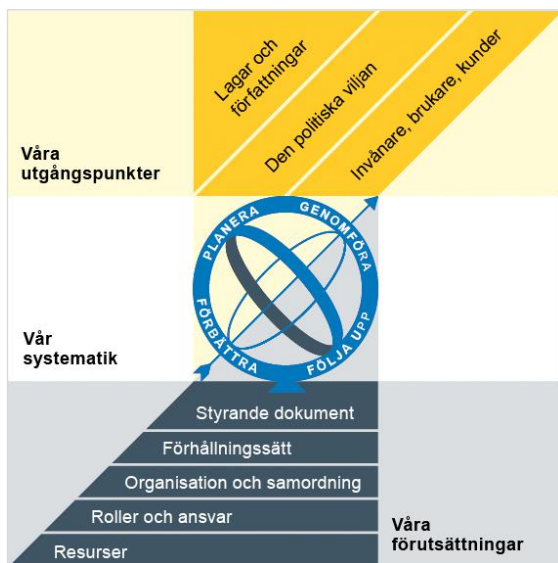 Lagar och
författningar
Den politiska viljan
Invånare, brukare, kunder
Våra
utgångspunkter
PLANERA
GENOMFÖRA
FÖRBÄTTRA
FÖLJA UPP
Vår
systematik
Styrande dokument
Förhållningssätt
Organisation och samordning
Roller och ansvar
Resurser
Våra
förutsättningar